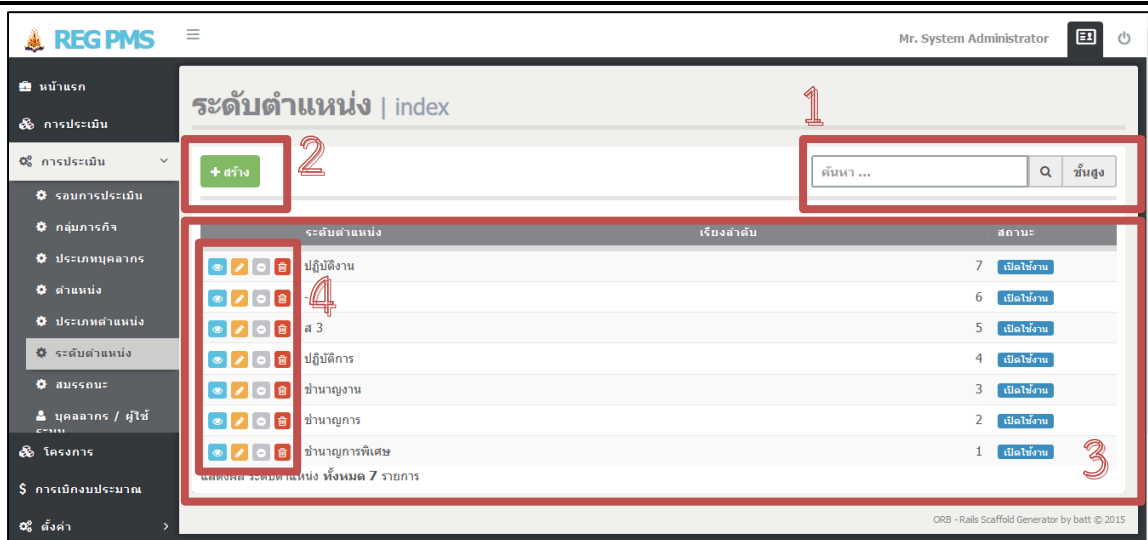 REG PMS
Mr. System Administrator
หน้าแรก
การประเมิน
การประเมิน
รอบการประเมิน
กลุ่มภารกิจ
ประเภทบุคลากร
ตำแหน่ง
ประเภทตำแหน่ง
ระดับตำแหน่ง
สมรรถนะ
บุคลากร / ผู้ใช้
ระบบ
โครงการ
$ การเบิกงบประมาณ
ตั้งค่า
ระดับตำแหน่ง | index
1
2
+ สร้าง
ค้นหา ...
ขั้นสูง
ระดับตำแหน่ง เรียงลำดับ สถานะ
ปฏิบัติงาน 7 เปิดใช้งาน
- 6 เปิดใช้งาน
4
ส 3 5 เปิดใช้งาน
ปฏิบัติการ 4 เปิดใช้งาน
ชำนาญงาน 3 เปิดใช้งาน
ชำนาญการ 2 เปิดใช้งาน
ชำนาญการพิเศษ 1 เปิดใช้งาน
3
แสดงผล ระดับตำแหน่ง ทั้งหมด 7 รายการ
ORB - Rails Scaffold Generator by batt © 2015